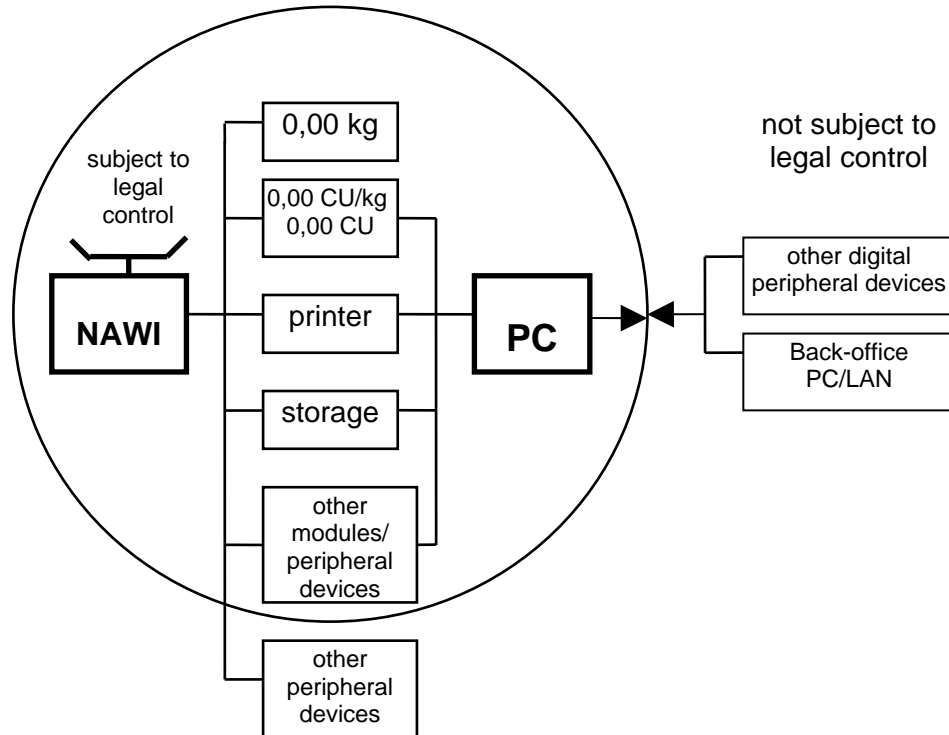 0,00 kg
not subject to
legal control
subject to
legal
control
0,00 CU/kg
0,00 CU
other digital
peripheral devices
NAWI
printer
PC
Back-office
PC/LAN
storage
other
modules/
peripheral
devices
other
peripheral
devices